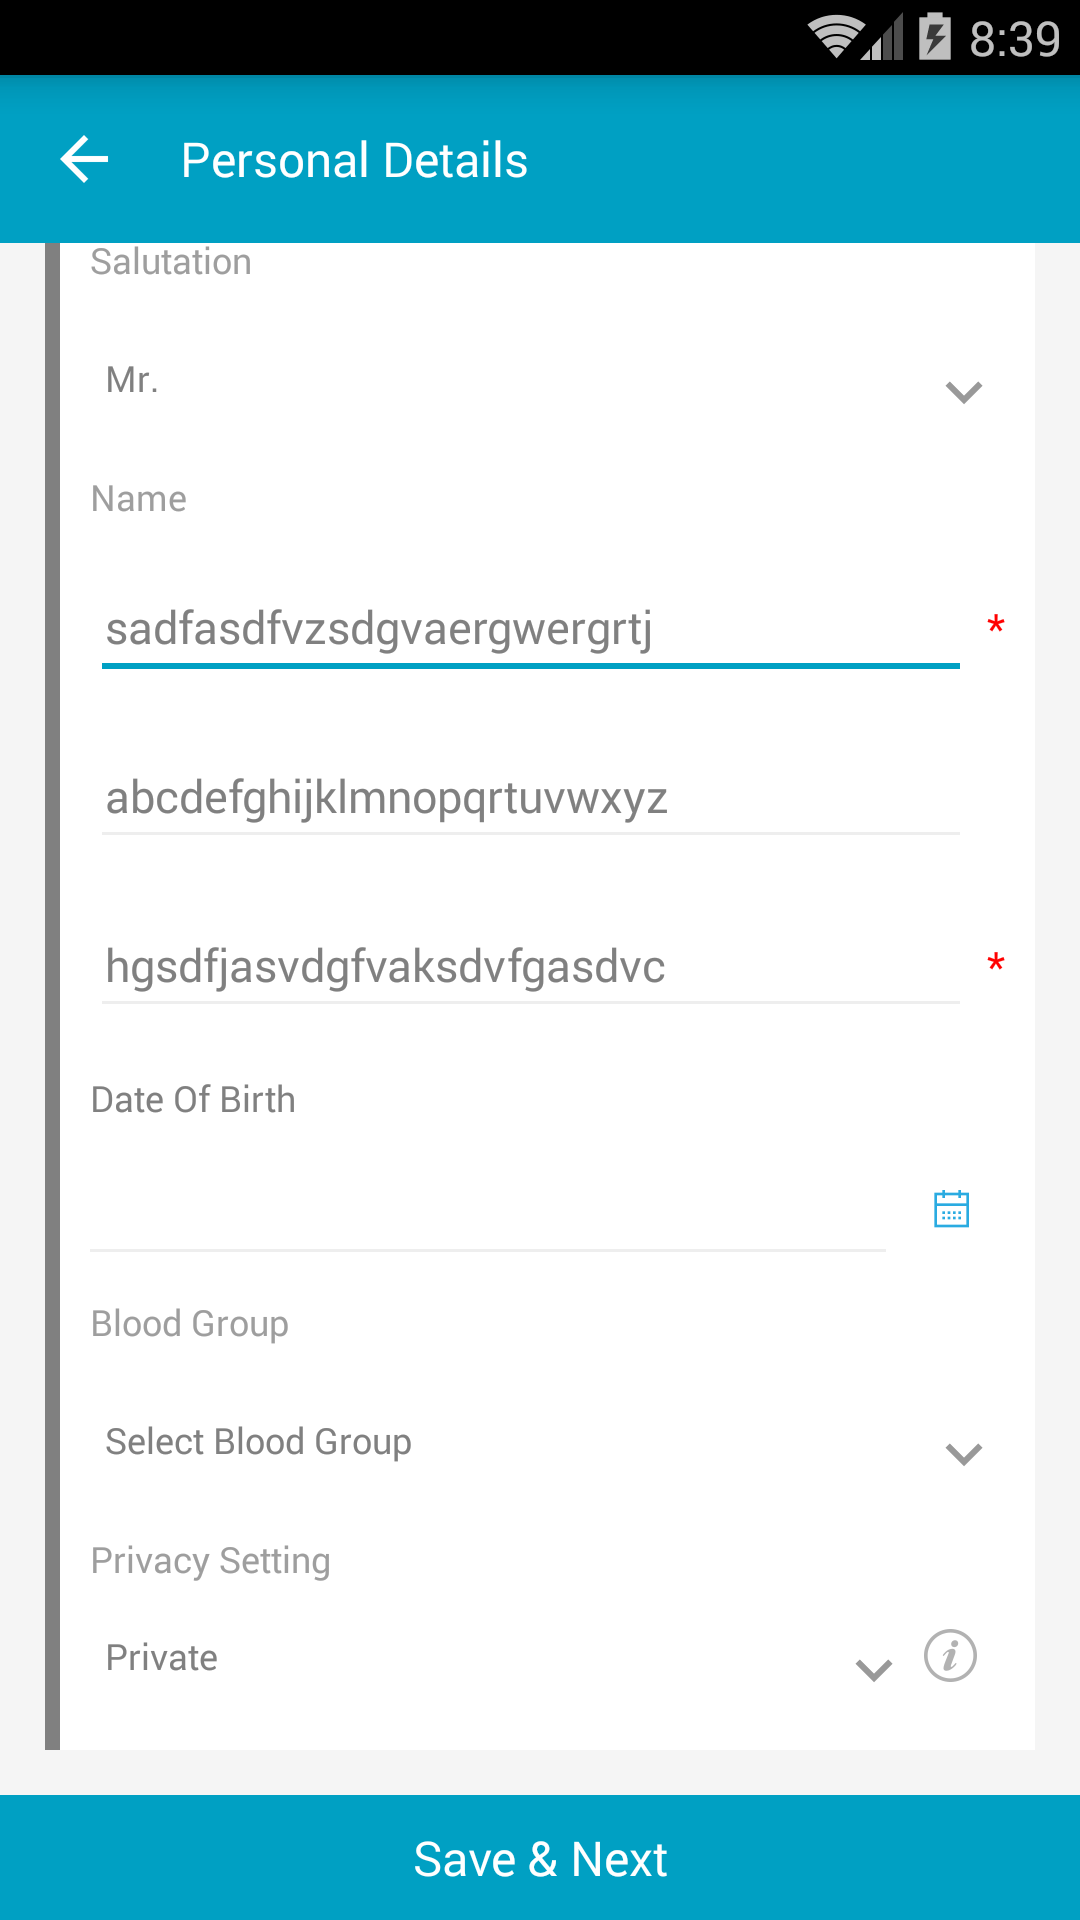 8:39
Personal Details
Salutation
Mr.
Name
sadfasdfvzsdgvaergwergrtj *
abcdefghijklmnopqrtuvwxyz
hgsdfjasvdgfvaksdvfgasdvc *
Date Of Birth
Blood Group
Select Blood Group
Privacy Setting
Private i
Save & Next